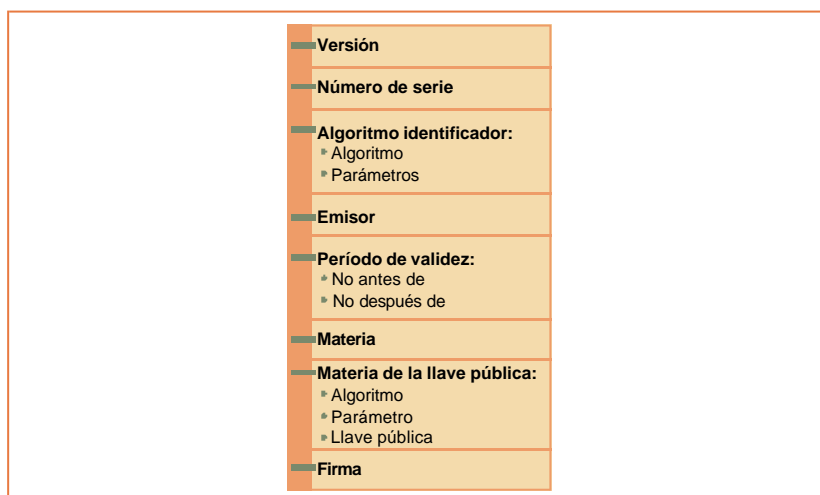 Versión
Número de serie
Algoritmo identificador:
Algoritmo
Parámetros
Emisor
Período de validez:
No antes de
No después de
Materia
Materia de la llave pública:
Algoritmo
Parámetro
Llave pública
Firma